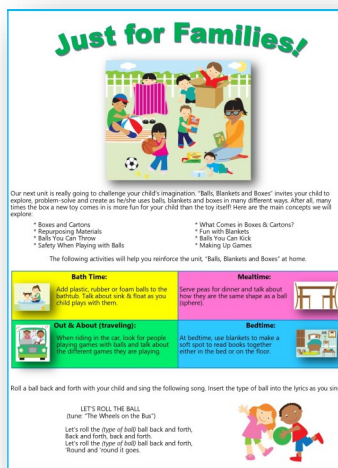 Just for Families!
Our next unit is really going to challenge your child's imagination. "Balls, Blankets and Boxes" invites your child to
explore, problem-solve and create as he/she uses balls, blankets and boxes in many different ways. After all, many
times the box a new toy comes in is more fun for your child than the toy itself! Here are the main concepts we will
explore:
* Boxes and Cartons
* Repurposing Materials
* Balls You Can Throw
* Safety When Playing with Balls
* What Comes in Boxes & Cartons?
* Fun with Blankets
* Balls You Can Kick
* Making Up Games
The following activities will help you reinforce the unit, "Balls, Blankets and Boxes" at home.
Bath Time:
Add plastic, rubber or foam balls to the
bathtub. Talk about sink & float as you
child plays with them.
Mealtime:
Serve peas for dinner and talk about
how they are the same shape as a ball
(sphere).
Out & About (traveling):
When riding in the car, look for people
playing games with balls and talk about
the different games they are playing.
Bedtime:
At bedtime, use blankets to make a
soft spot to read books together
either in the bed or on the floor.
Roll a ball back and forth with your child and sing the following song. Insert the type of ball into the lyrics as you sin
LET'S ROLL THE BALL
(tune: "The Wheels on the Bus")
Let's roll the (type of ball) ball back and forth,
Back and forth, back and forth.
Let's roll the (type of ball) ball back and forth,
'Round and 'round it goes.